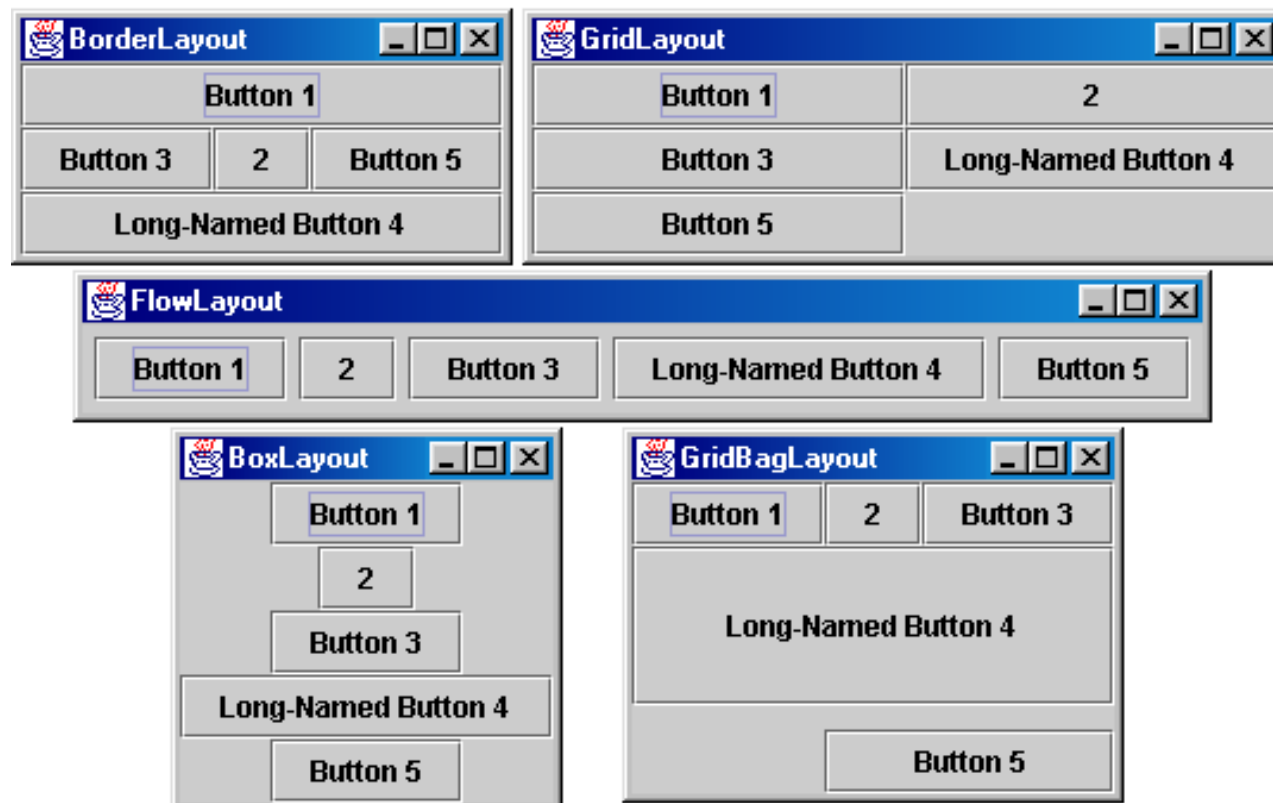 BorderLayout
Button 1
Button 3 2 Button 5
Long-Named Button 4
GridLayout
Button 1 2
Button 3 Long-Named Button 4
Button 5
FlowLayout
Button 1 2 Button 3 Long-Named Button 4 Button 5
BoxLayout
Button 1
2
Button 3
Long-Named Button 4
Button 5
GridBagLayout
Button 1 2 Button 3
Long-Named Button 4
Button 5